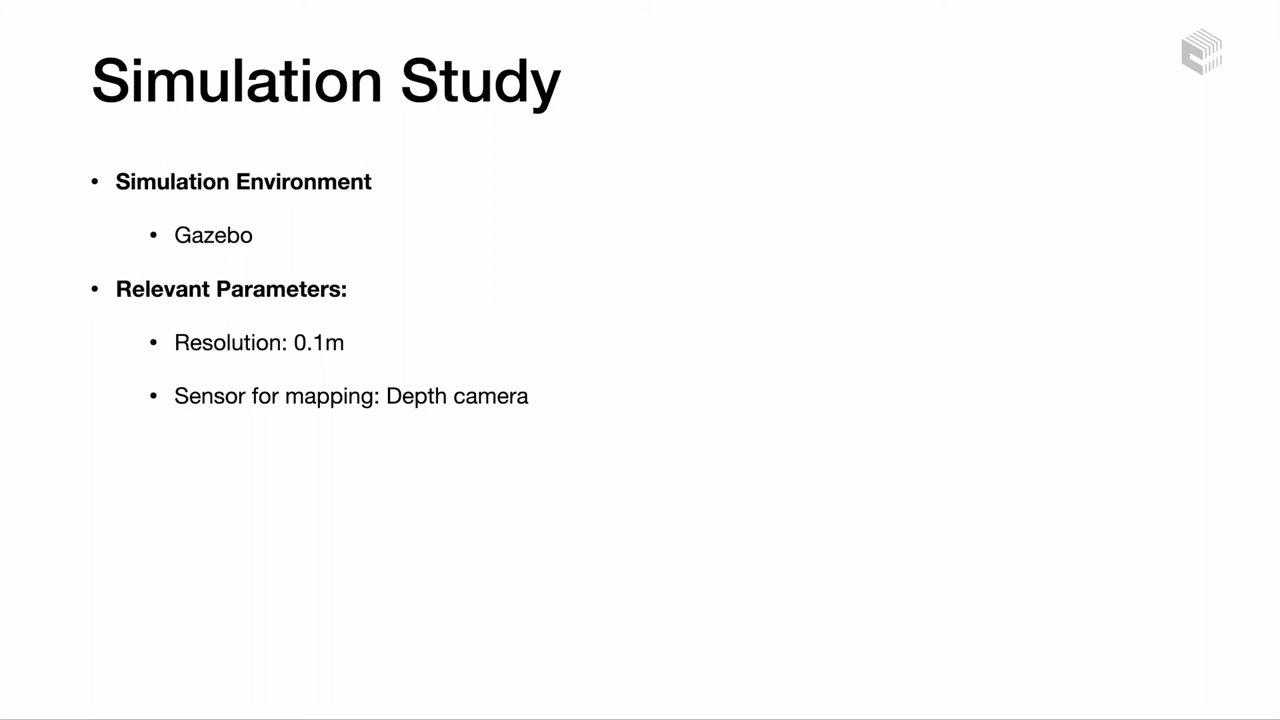 Simulation Study
• Simulation Environment
• Gazebo
• Relevant Parameters:
• Resolution: 0.1m
• Sensor for mapping: Depth camera